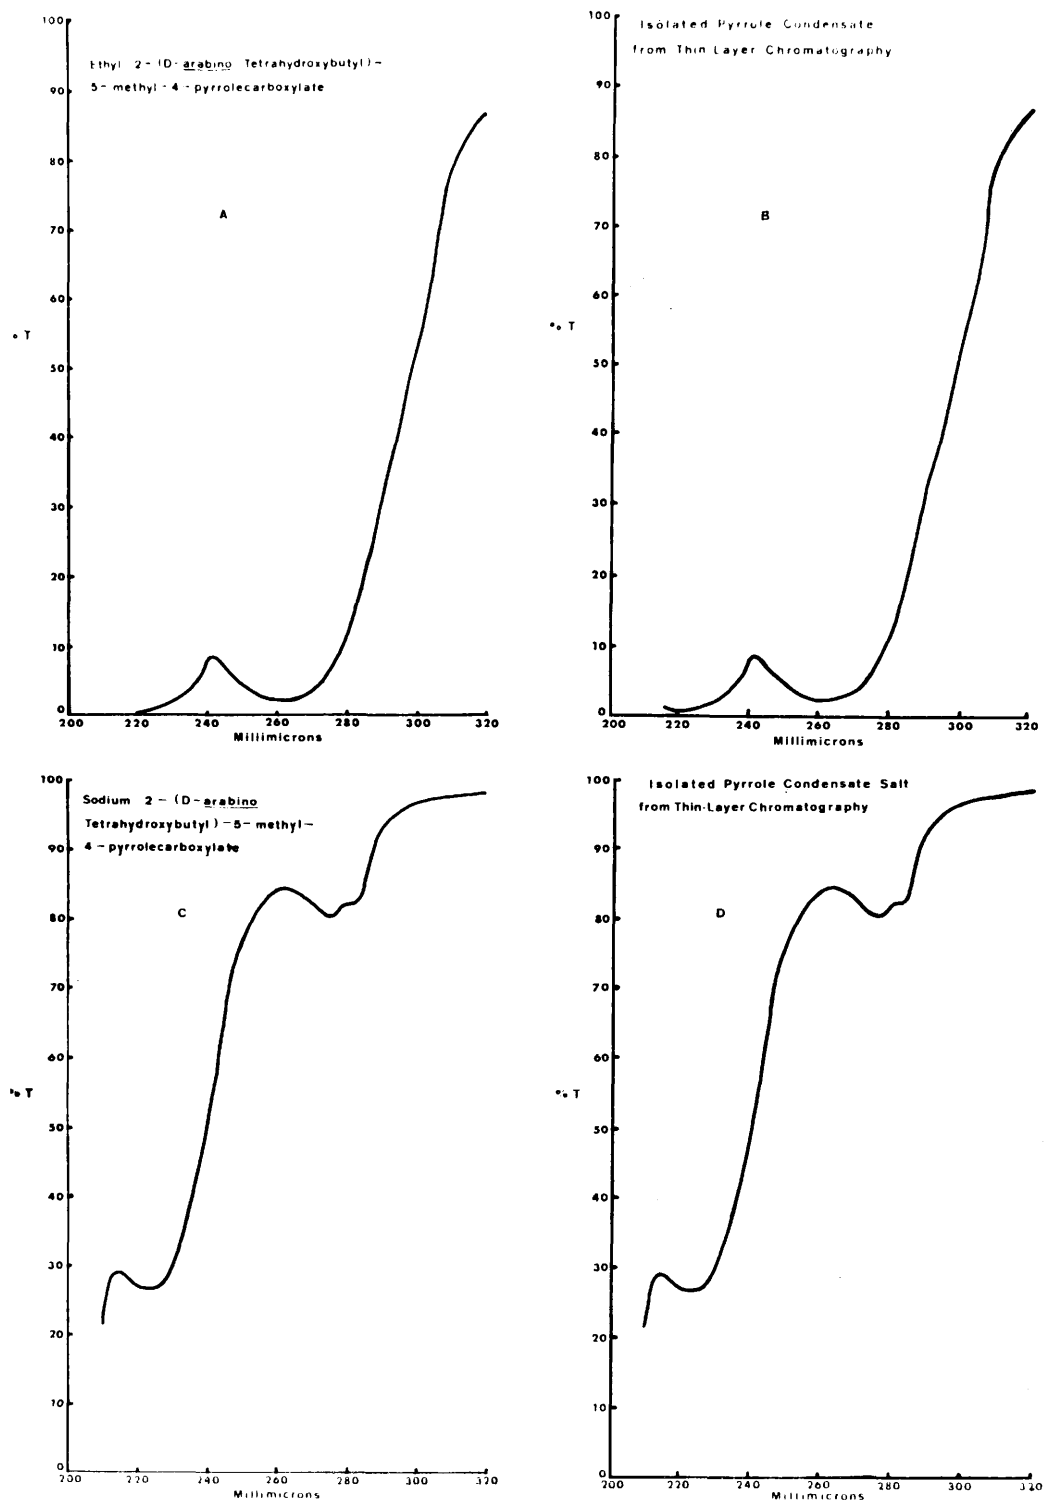 100
Ethyl 2-(D-arabino Tetrahydroxybutyl)-
5-methyl-4-pyrrolecarboxylate
90
80
A
70
60
% T
50
40
30
20
10
0
200 220 240 260 280 300 320
Millimicrons
100
Isolated Pyrrole Condensate
from Thin Layer Chromatography
90
80
B
70
60
% T
50
40
30
20
10
0
200 220 240 260 280 300 320
Millimicrons
100
Sodium 2-(D-arabino
Tetrahydroxybutyl)-5-methyl-
4-pyrrolecarboxylate
90
C
80
70
60
% T
50
40
30
20
10
0
200 220 240 260 280 300 320
Millimicrons
100
Isolated Pyrrole Condensate Salt
from Thin-Layer Chromatography
90
D
80
70
60
% T
50
40
30
20
10
0
200 220 240 260 280 300 320
Millimicrons